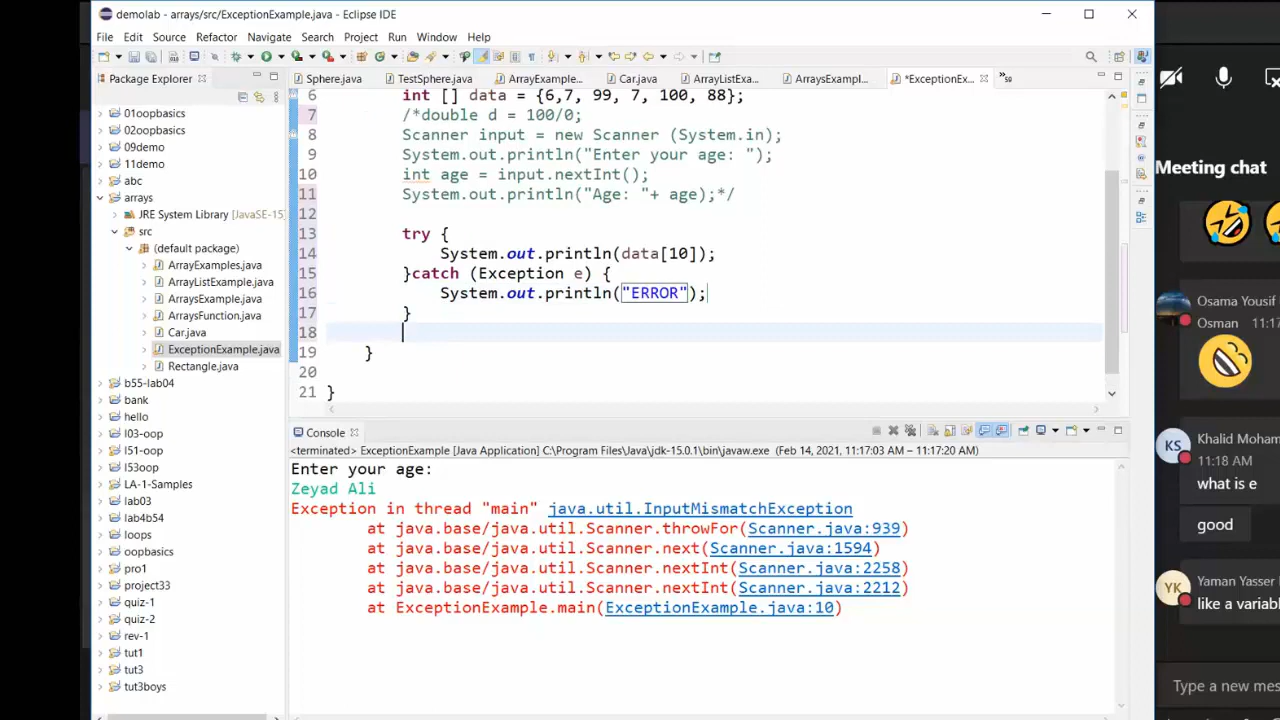 demolab - arrays/src/ExceptionExample.java - Eclipse IDE
File Edit Source Refactor Navigate Search Project Run Window Help
Package Explorer
Sphere.java TestSphere.java ArrayExample... Car.java ArrayListExa... ArraysExampl... *ExceptionEx...
01oopbasics
02oopbasics
09demo
11demo
abc
arrays
JRE System Library [JavaSE-15]
src
(default package)
ArrayExamples.java
ArrayListExample.java
ArraysExample.java
ArraysFunction.java
Car.java
ExceptionExample.java
Rectangle.java
b55-lab04
bank
hello
l03-oop
l51-oop
l53oop
LA-1-Samples
lab03
lab4b54
loops
oopbasics
pro1
project33
quiz-1
quiz-2
rev-1
tut1
tut3
tut3boys
6 int [] data = {6,7, 99, 7, 100, 88};
7 /*double d = 100/0;
8 Scanner input = new Scanner (System.in);
9 System.out.println("Enter your age: ");
10 int age = input.nextInt();
11 System.out.println("Age: "+ age);*/
12
13 try {
14 System.out.println(data[10]);
15 }catch (Exception e) {
16 System.out.println("ERROR");
17 }
18
19 }
20
21 }
Console
<terminated> ExceptionExample [Java Application] C:\Program Files\Java\jdk-15.0.1\bin\javaw.exe (Feb 14, 2021, 11:17:03 AM – 11:17:20 AM)
Enter your age:
Zeyad Ali
Exception in thread "main" java.util.InputMismatchException
at java.base/java.util.Scanner.throwFor(Scanner.java:939)
at java.base/java.util.Scanner.next(Scanner.java:1594)
at java.base/java.util.Scanner.nextInt(Scanner.java:2258)
at java.base/java.util.Scanner.nextInt(Scanner.java:2212)
at ExceptionExample.main(ExceptionExample.java:10)
Meeting chat
Osama Yousif
Osman 11:17
KS
Khalid Moham
11:18 AM
what is e
good
YK
Yaman Yasser
like a variabl
Type a new mes